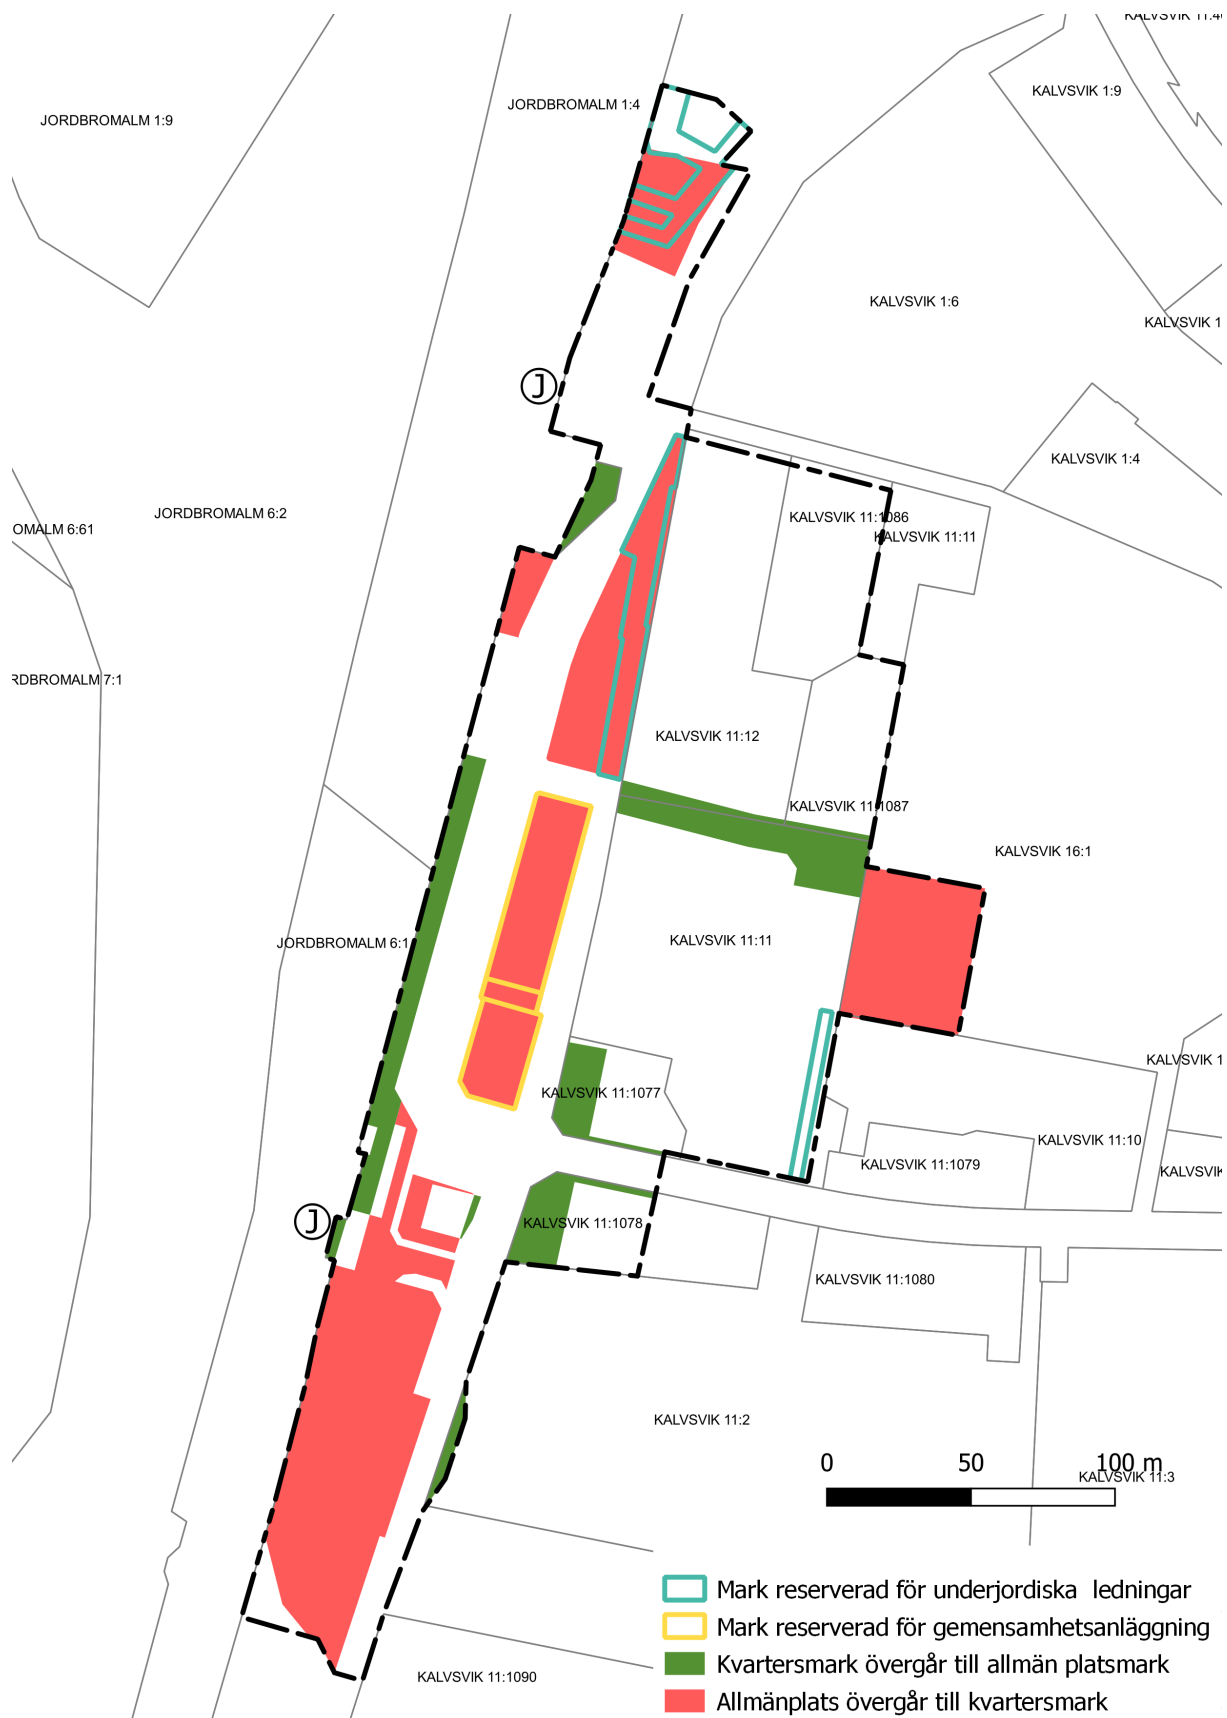 KALVSVIK 11:4
KALVSVIK 1:9
JORDBROMALM 1:4
JORDBROMALM 1:9
KALVSVIK 1:6
KALVSVIK 1
J
KALVSVIK 1:4
JORDBROMALM 6:2
KALVSVIK 11:1086
OMALM 6:61
KALVSVIK 11:11
RDBROMALM 7:1
KALVSVIK 11:12
KALVSVIK 11:1087
KALVSVIK 16:1
KALVSVIK 11:11
JORDBROMALM 6:1
KALVSVIK 1
KALVSVIK 11:1077
KALVSVIK 11:10
KALVSVIK 11:1079
KALVSVIK
J
KALVSVIK 11:1078
KALVSVIK 11:1080
KALVSVIK 11:2
0 50 100 m
KALVSVIK 11:3
Mark reserverad för underjordiska ledningar
Mark reserverad för gemensamhetsanläggning
Kvartersmark övergår till allmän platsmark
KALVSVIK 11:1090
Allmänplats övergår till kvartersmark